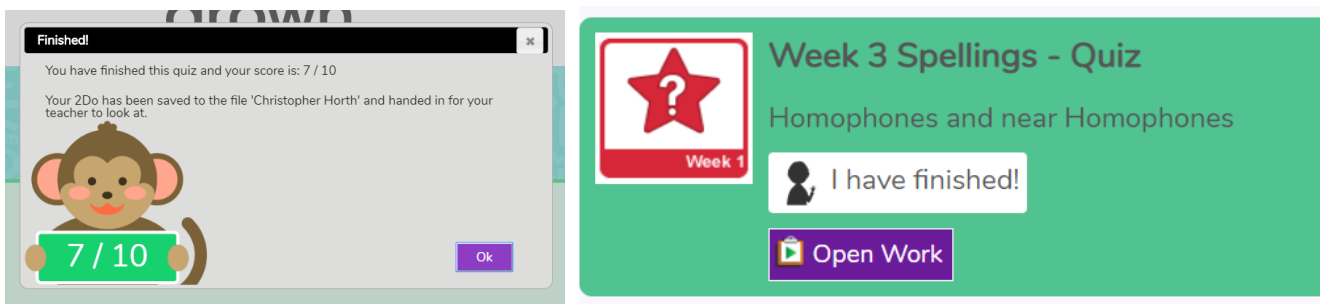 grown
Finished!
You have finished this quiz and your score is: 7 / 10
Your 2Do has been saved to the file 'Christopher Horth' and handed in for your
teacher to look at.
7 / 10
Ok
Week 3 Spellings - Quiz
Homophones and near Homophones
?
Week 1
I have finished!
Open Work